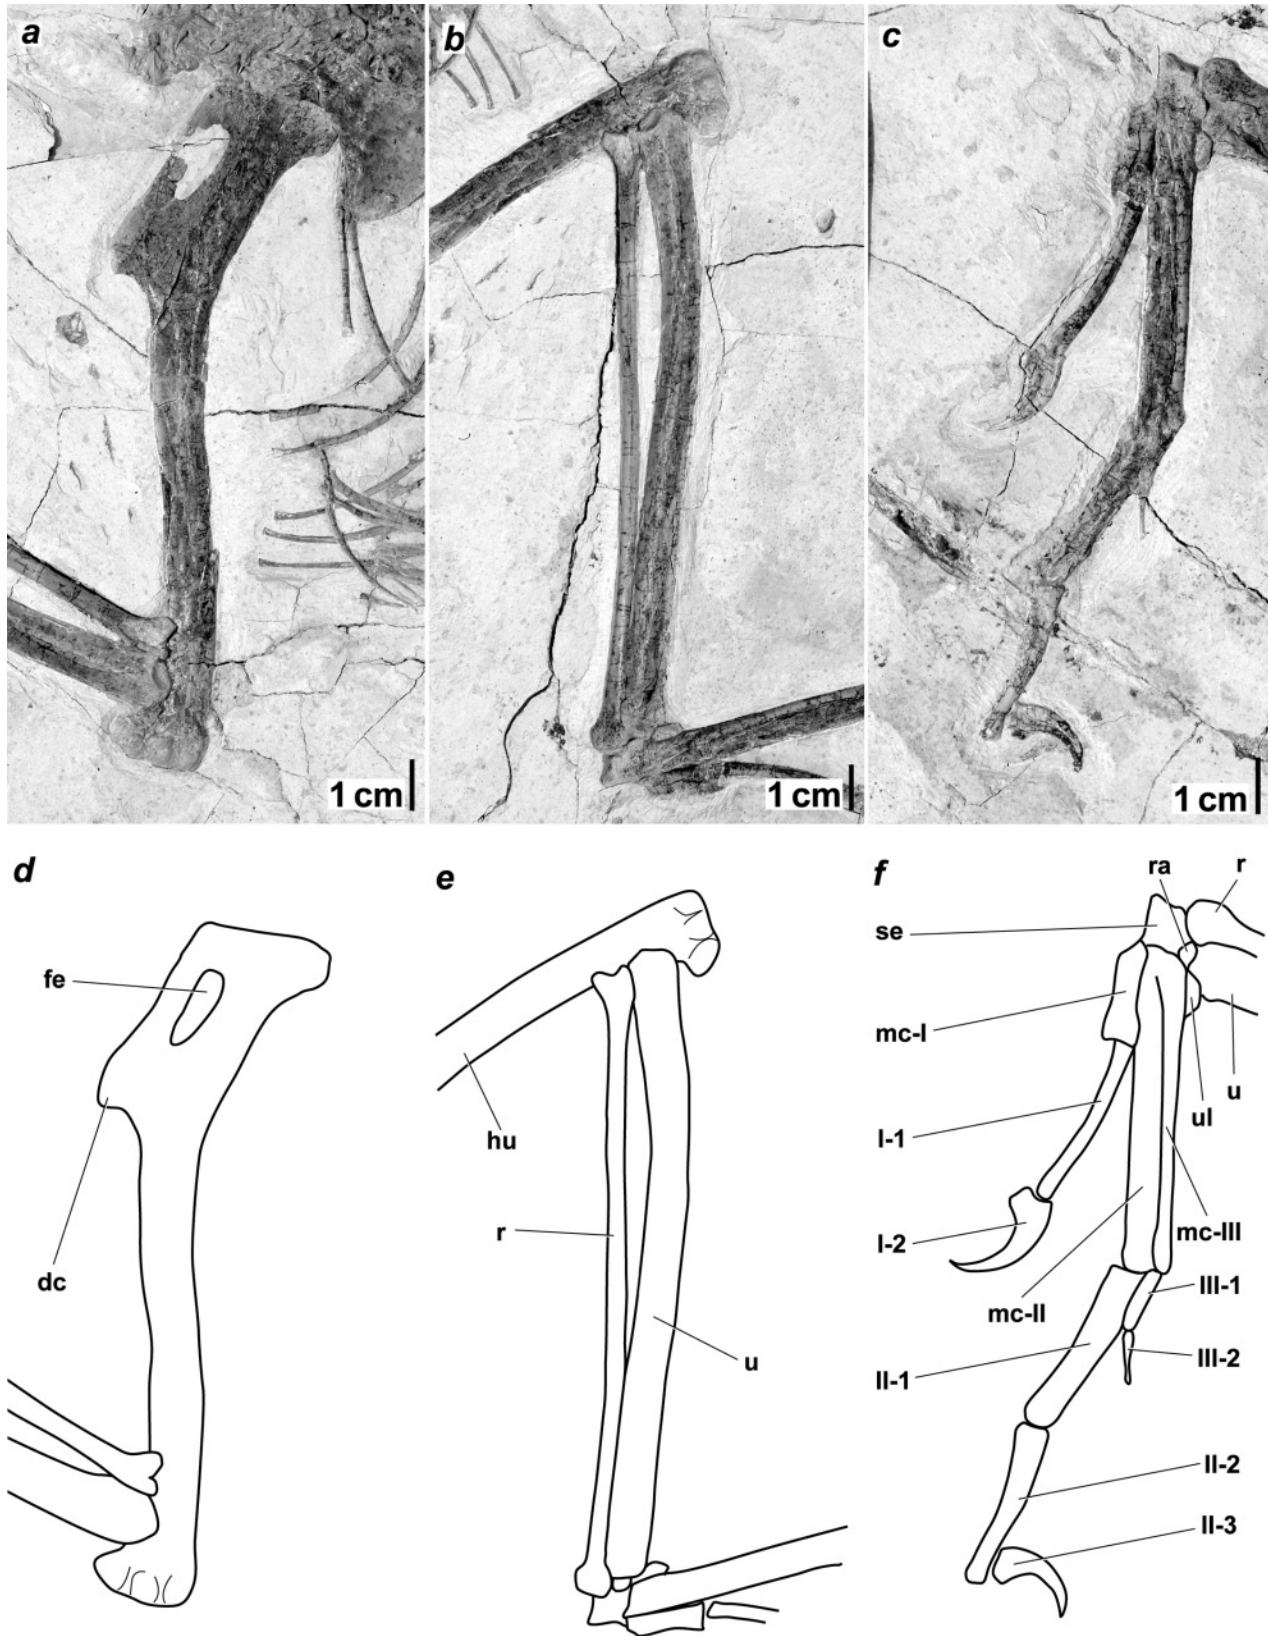 a
b
c
1 cm
1 cm
1 cm
d
fe
dc
e
hu
r
u
f
ra
r
se
mc-I
ul
u
I-1
I-2
mc-III
mc-II
III-1
III-2
II-1
II-2
II-3